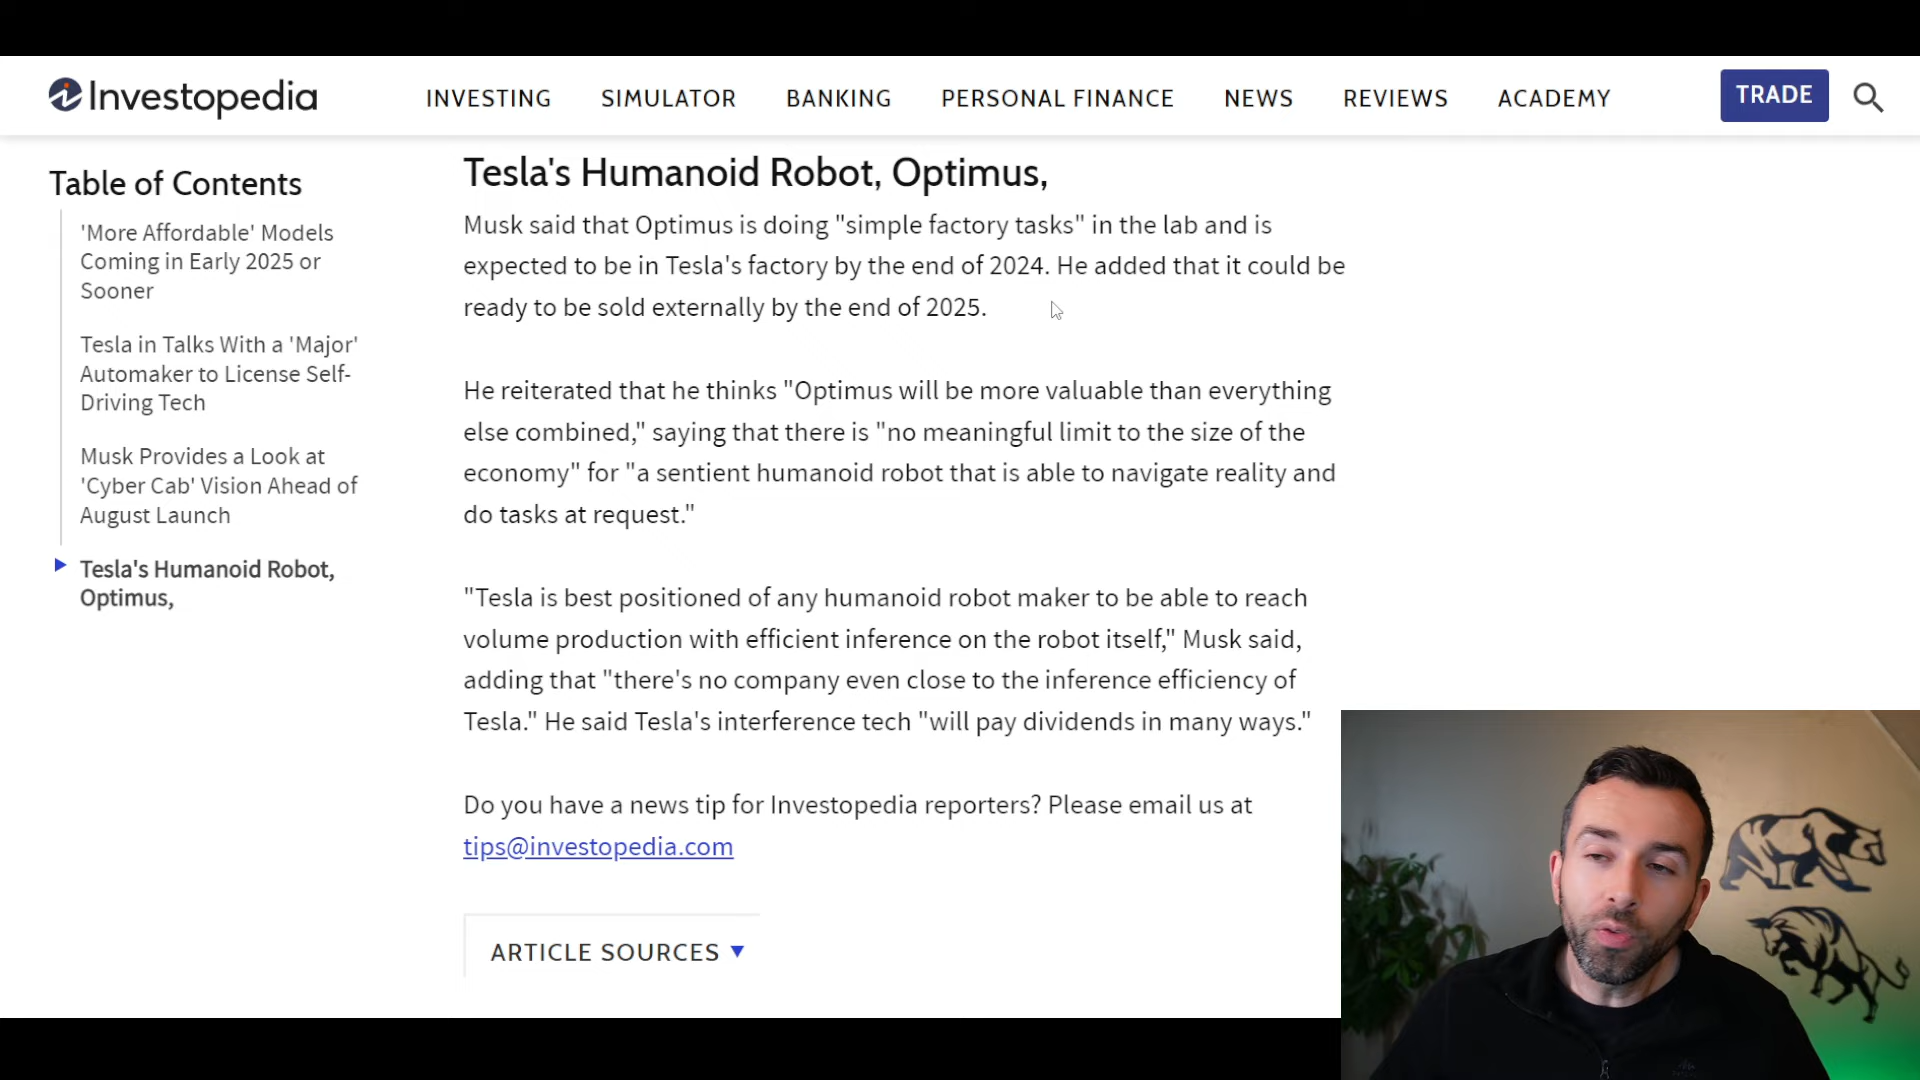 Investopedia
INVESTING
SIMULATOR
BANKING
PERSONAL FINANCE
NEWS
REVIEWS
ACADEMY
TRADE
Table of Contents
'More Affordable' Models
Coming in Early 2025 or
Sooner
Tesla in Talks With a 'Major'
Automaker to License Self-
Driving Tech
Musk Provides a Look at
'Cyber Cab' Vision Ahead of
August Launch
Tesla's Humanoid Robot,
Optimus,
Tesla's Humanoid Robot, Optimus,
Musk said that Optimus is doing "simple factory tasks" in the lab and is
expected to be in Tesla's factory by the end of 2024. He added that it could be
ready to be sold externally by the end of 2025.
He reiterated that he thinks "Optimus will be more valuable than everything
else combined," saying that there is "no meaningful limit to the size of the
economy" for "a sentient humanoid robot that is able to navigate reality and
do tasks at request."
"Tesla is best positioned of any humanoid robot maker to be able to reach
volume production with efficient inference on the robot itself," Musk said,
adding that "there's no company even close to the inference efficiency of
Tesla." He said Tesla's interference tech "will pay dividends in many ways."
Do you have a news tip for Investopedia reporters? Please email us at
tips@investopedia.com
ARTICLE SOURCES